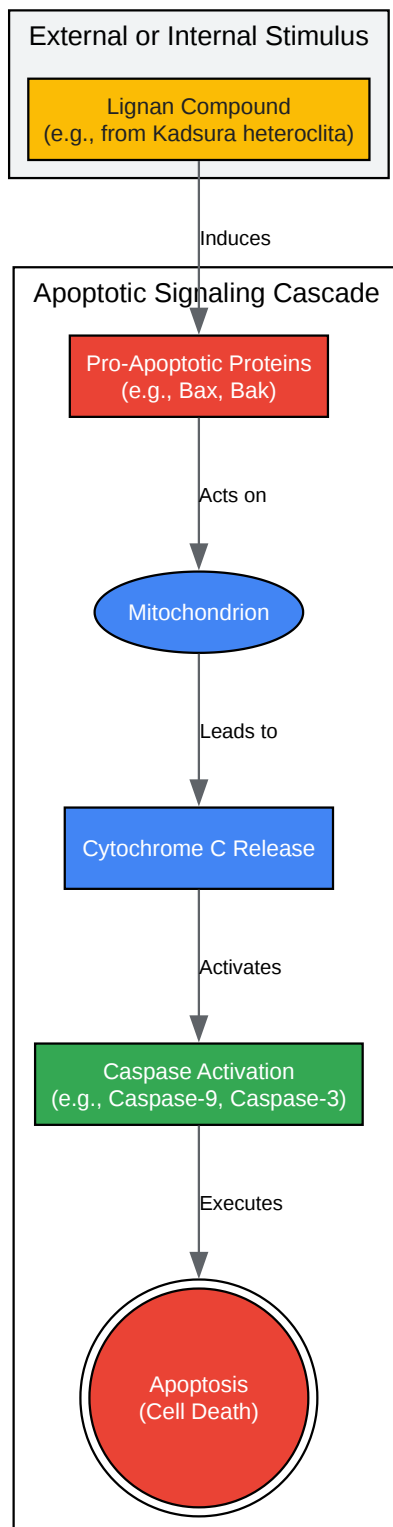 External or Internal Stimulus
Lignan Compound
(e.g., from Kadsura heteroclita)
Induces
Apoptotic Signaling Cascade
Pro-Apoptotic Proteins
(e.g., Bax, Bak)
Acts on
Mitochondrion
Leads to
Cytochrome C Release
Activates
Caspase Activation
(e.g., Caspase-9, Caspase-3)
Executes
Apoptosis
(Cell Death)